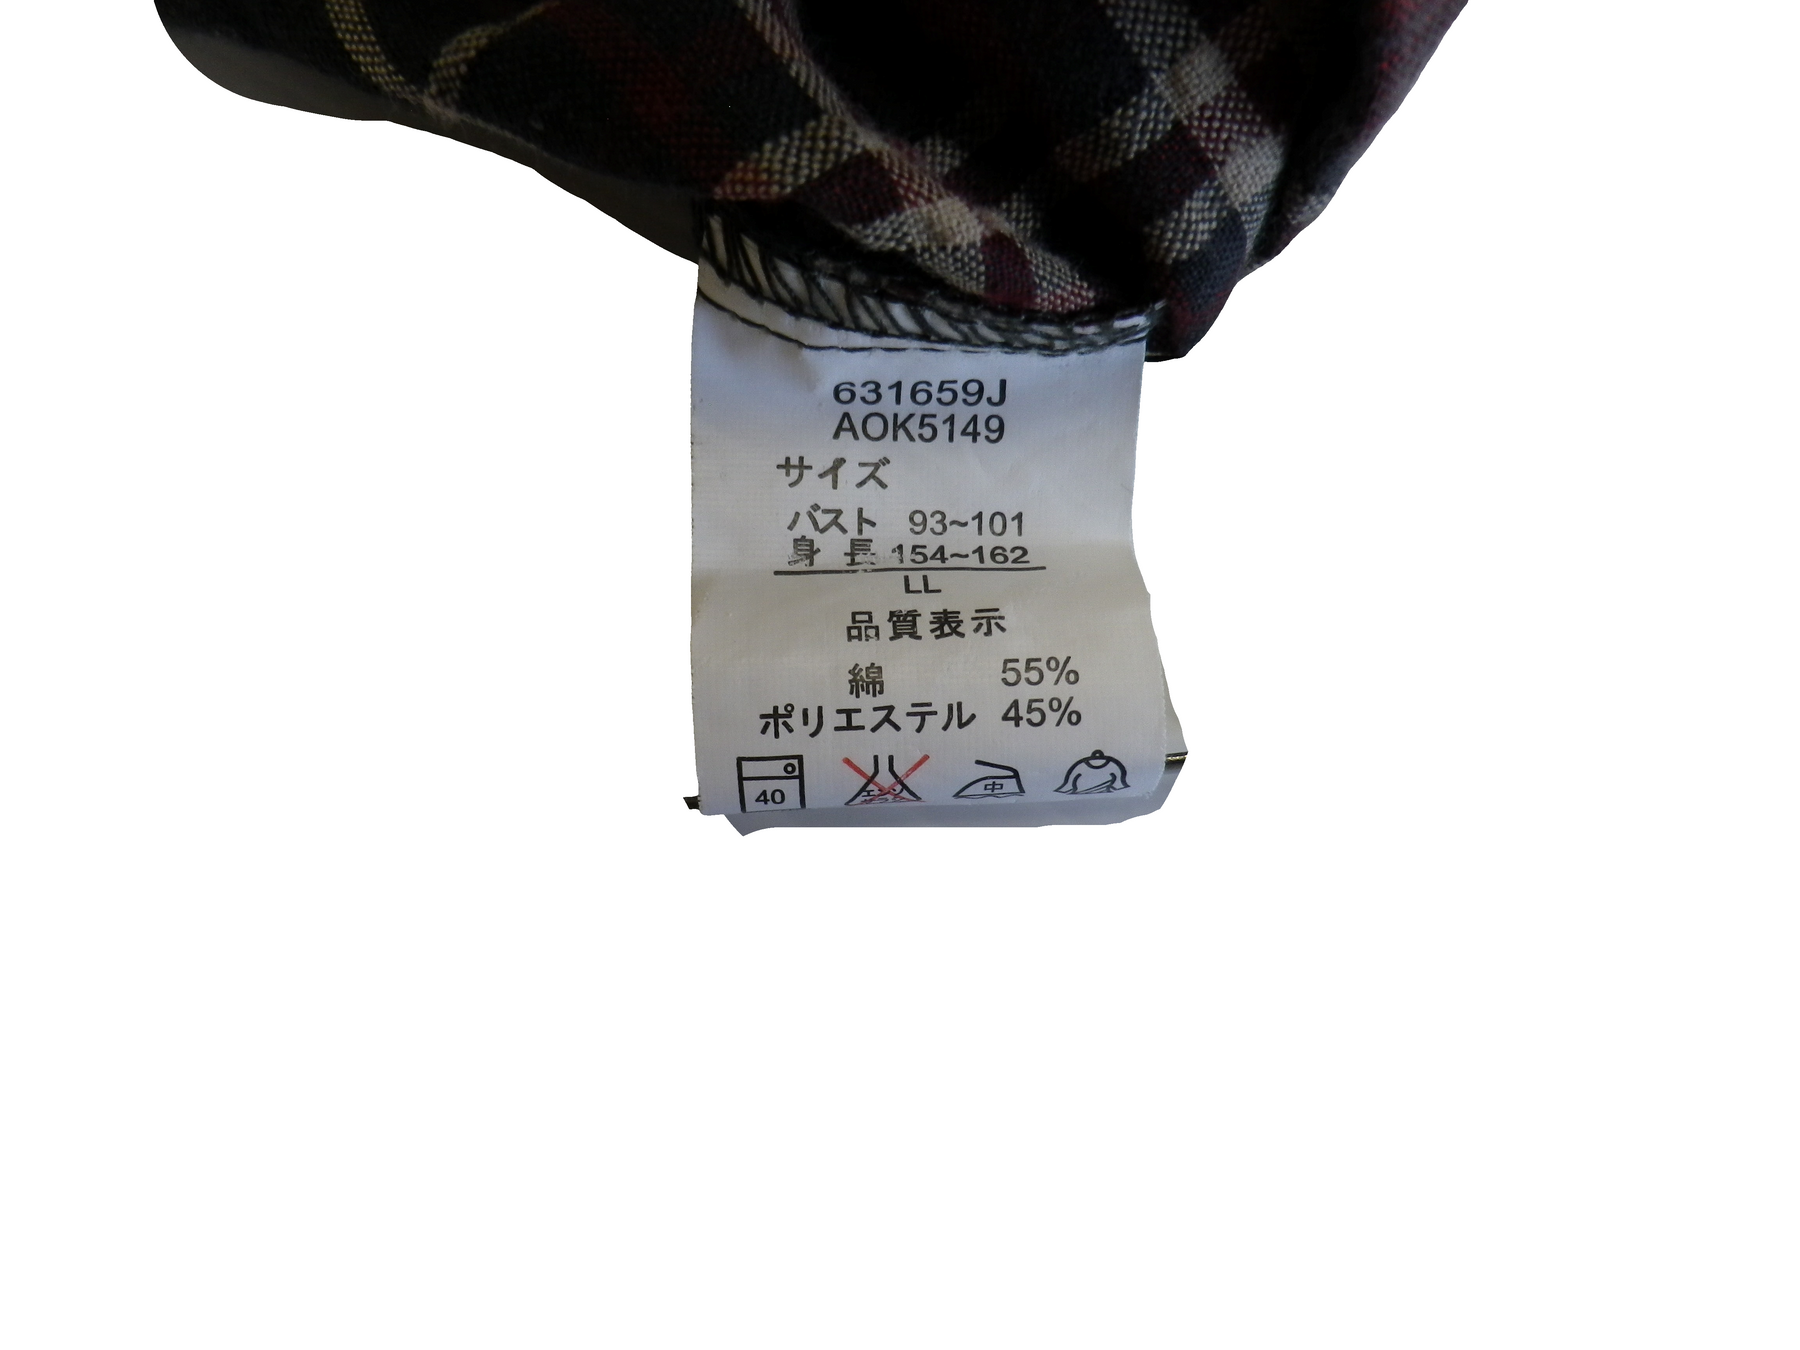 631659J
AOK5149
サイズ
バスト 93~101
身 長 154~162
LL
品質表示
綿 55%
ポリエステル 45%
40 中